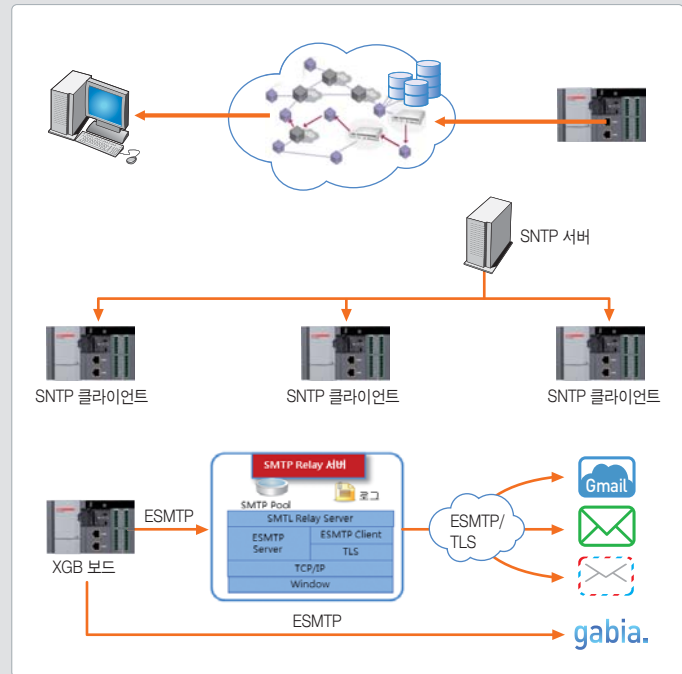 SNTP 서버
SNTP 클라이언트
SNTP 클라이언트
SNTP 클라이언트
SMTP Relay 서버
SMTP Pool
로그
SMTL Relay Server
ESMTP
Server
ESMTP Client
TLS
TCP/IP
Window
XGB 보드
ESMTP
ESMTP/
TLS
Gmail
ESMTP
gabia.